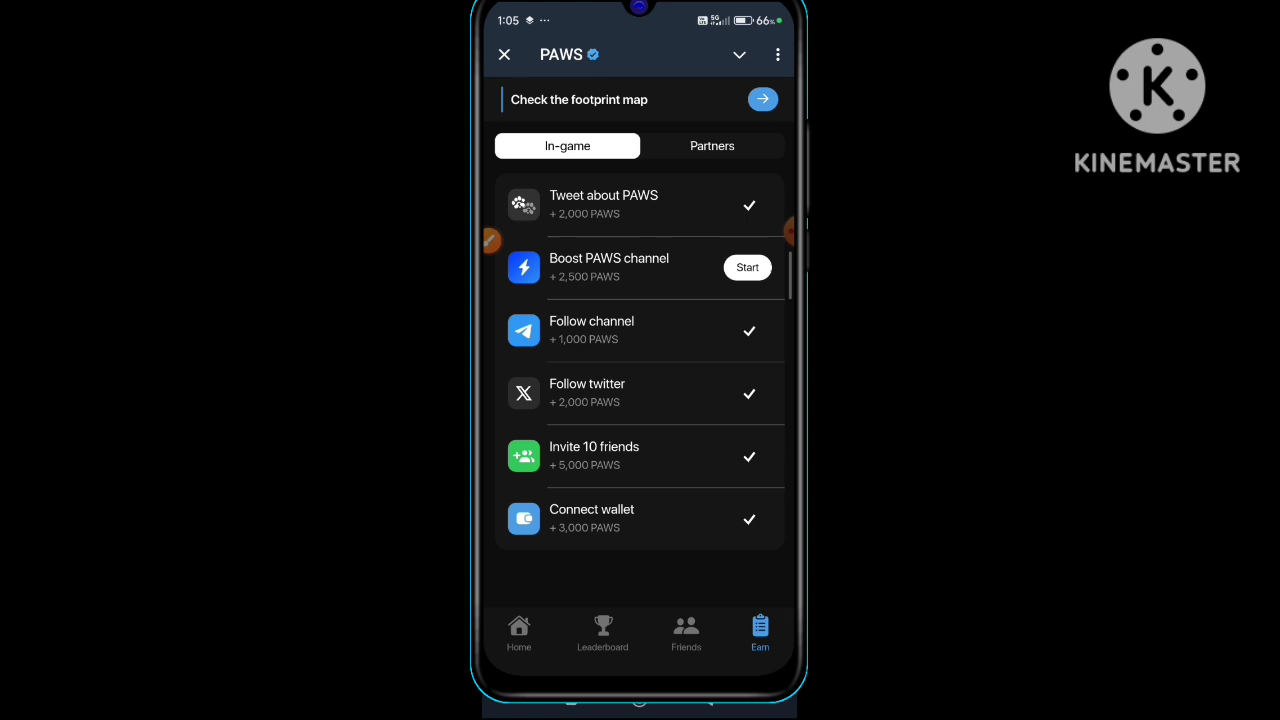 1:05
5G
66%
PAWS
Check the footprint map
In-game
Partners
Tweet about PAWS
+ 2,000 PAWS
Boost PAWS channel
+ 2,500 PAWS
Start
Follow channel
+ 1,000 PAWS
Follow twitter
+ 2,000 PAWS
Invite 10 friends
+ 5,000 PAWS
Connect wallet
+ 3,000 PAWS
Home
Leaderboard
Friends
Earn
K
KINEMASTER